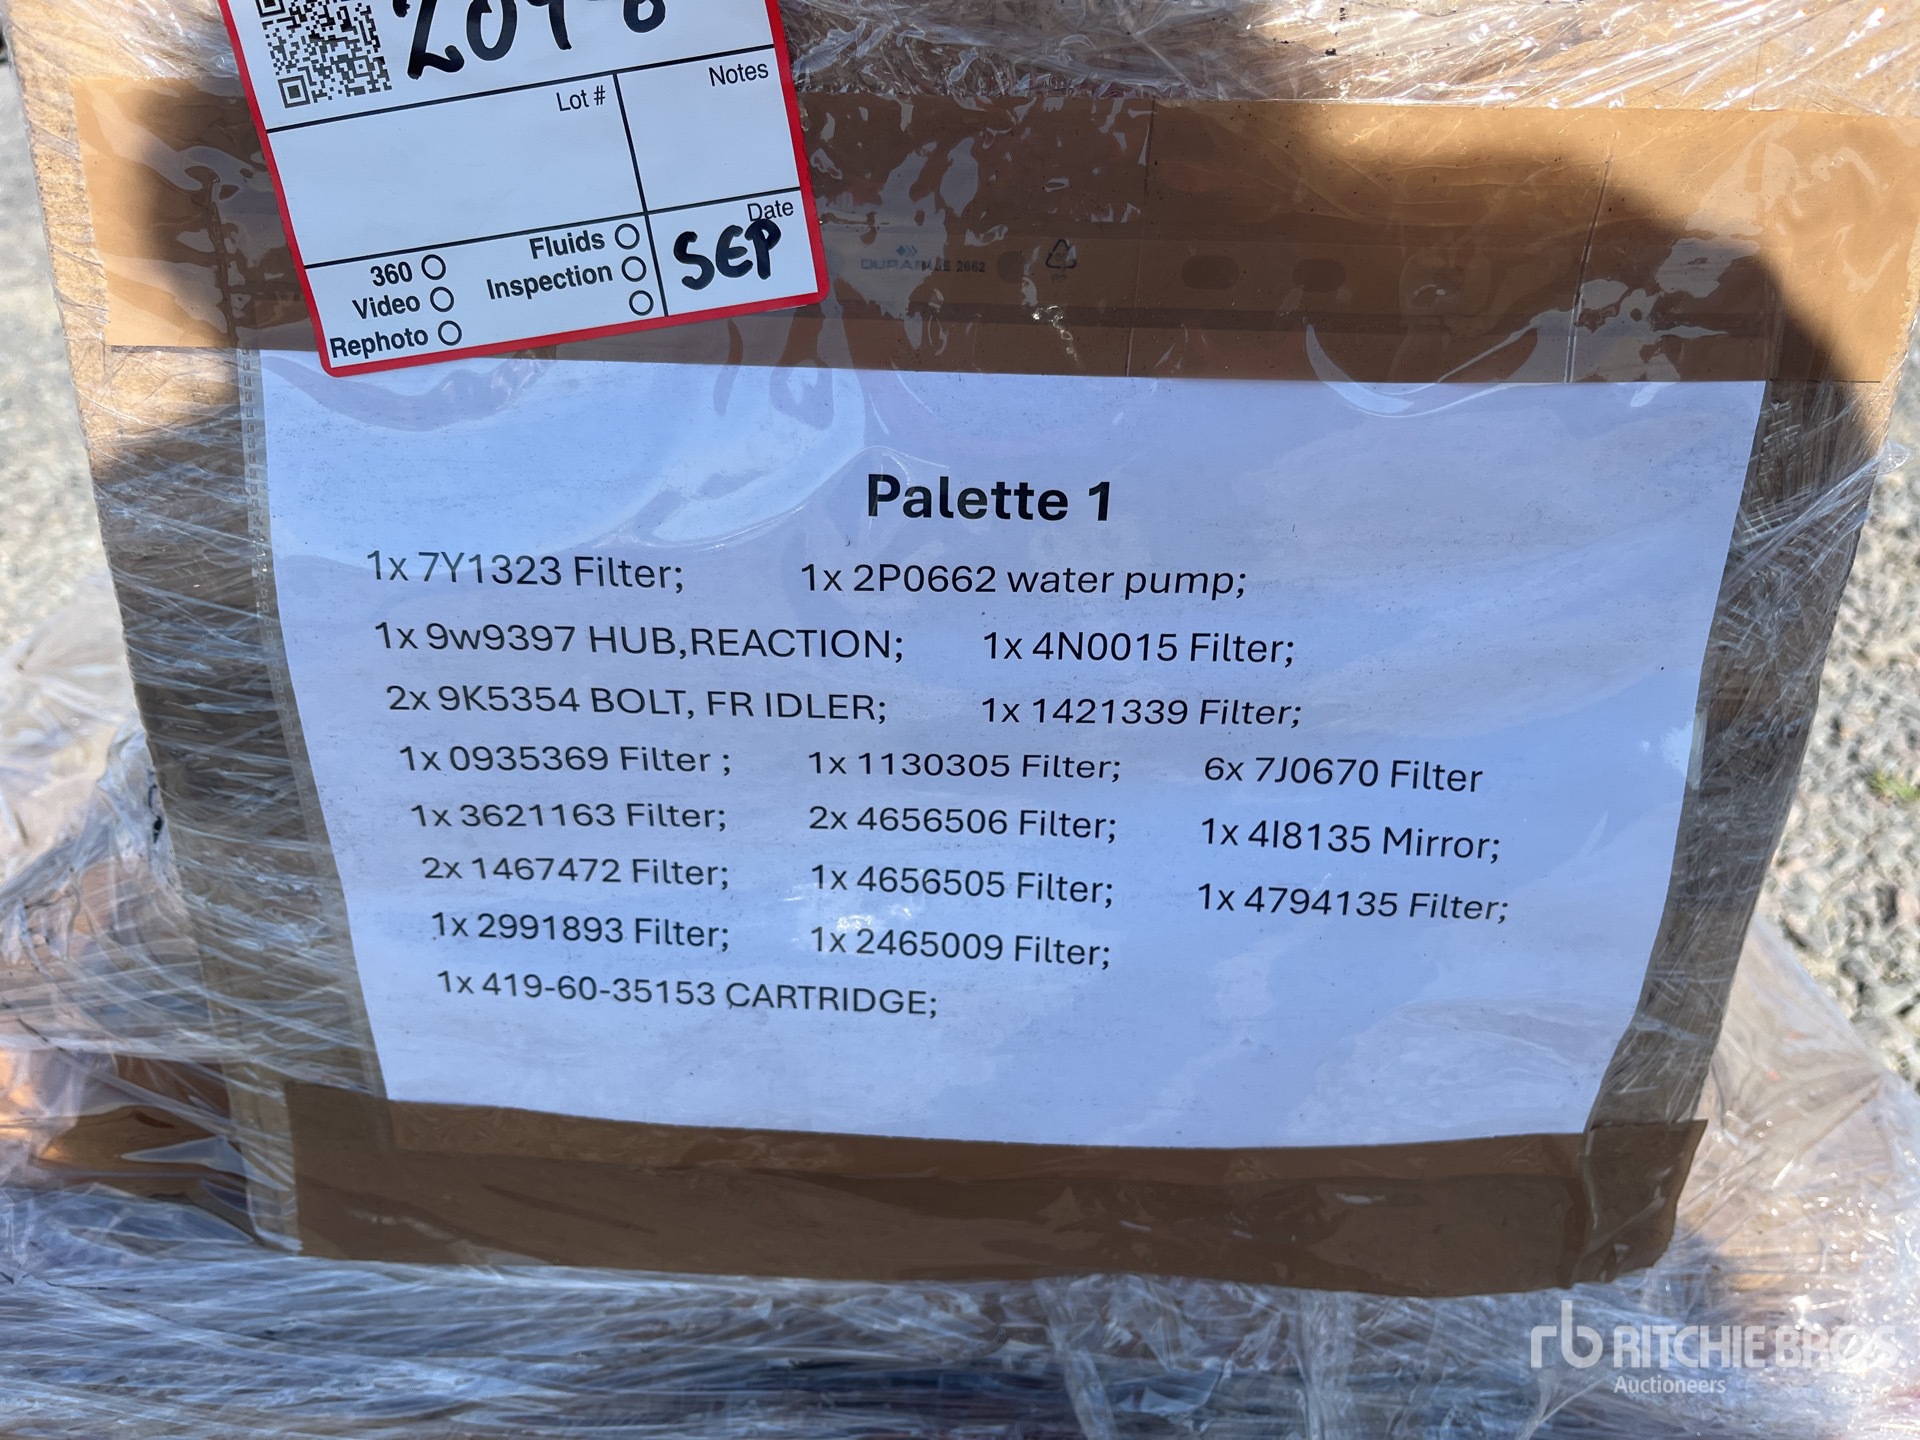 Notes
Lot #
Date
SEP
360
Fluids
Video
Inspection
Rephoto
2662
PP
Palette 1
1x 7Y1323 Filter; 1x 2P0662 water pump;
1x 9w9397 HUB,REACTION; 1x 4N0015 Filter;
2x 9K5354 BOLT, FR IDLER; 1x 1421339 Filter;
1x 0935369 Filter ; 1x 1130305 Filter; 6x 7J0670 Filter
1x 3621163 Filter; 2x 4656506 Filter; 1x 4I8135 Mirror;
2x 1467472 Filter; 1x 4656505 Filter; 1x 4794135 Filter;
1x 2991893 Filter; 1x 2465009 Filter;
1x 419-60-35153 CARTRIDGE;
rb RITCHIE BROS
Auctioneers